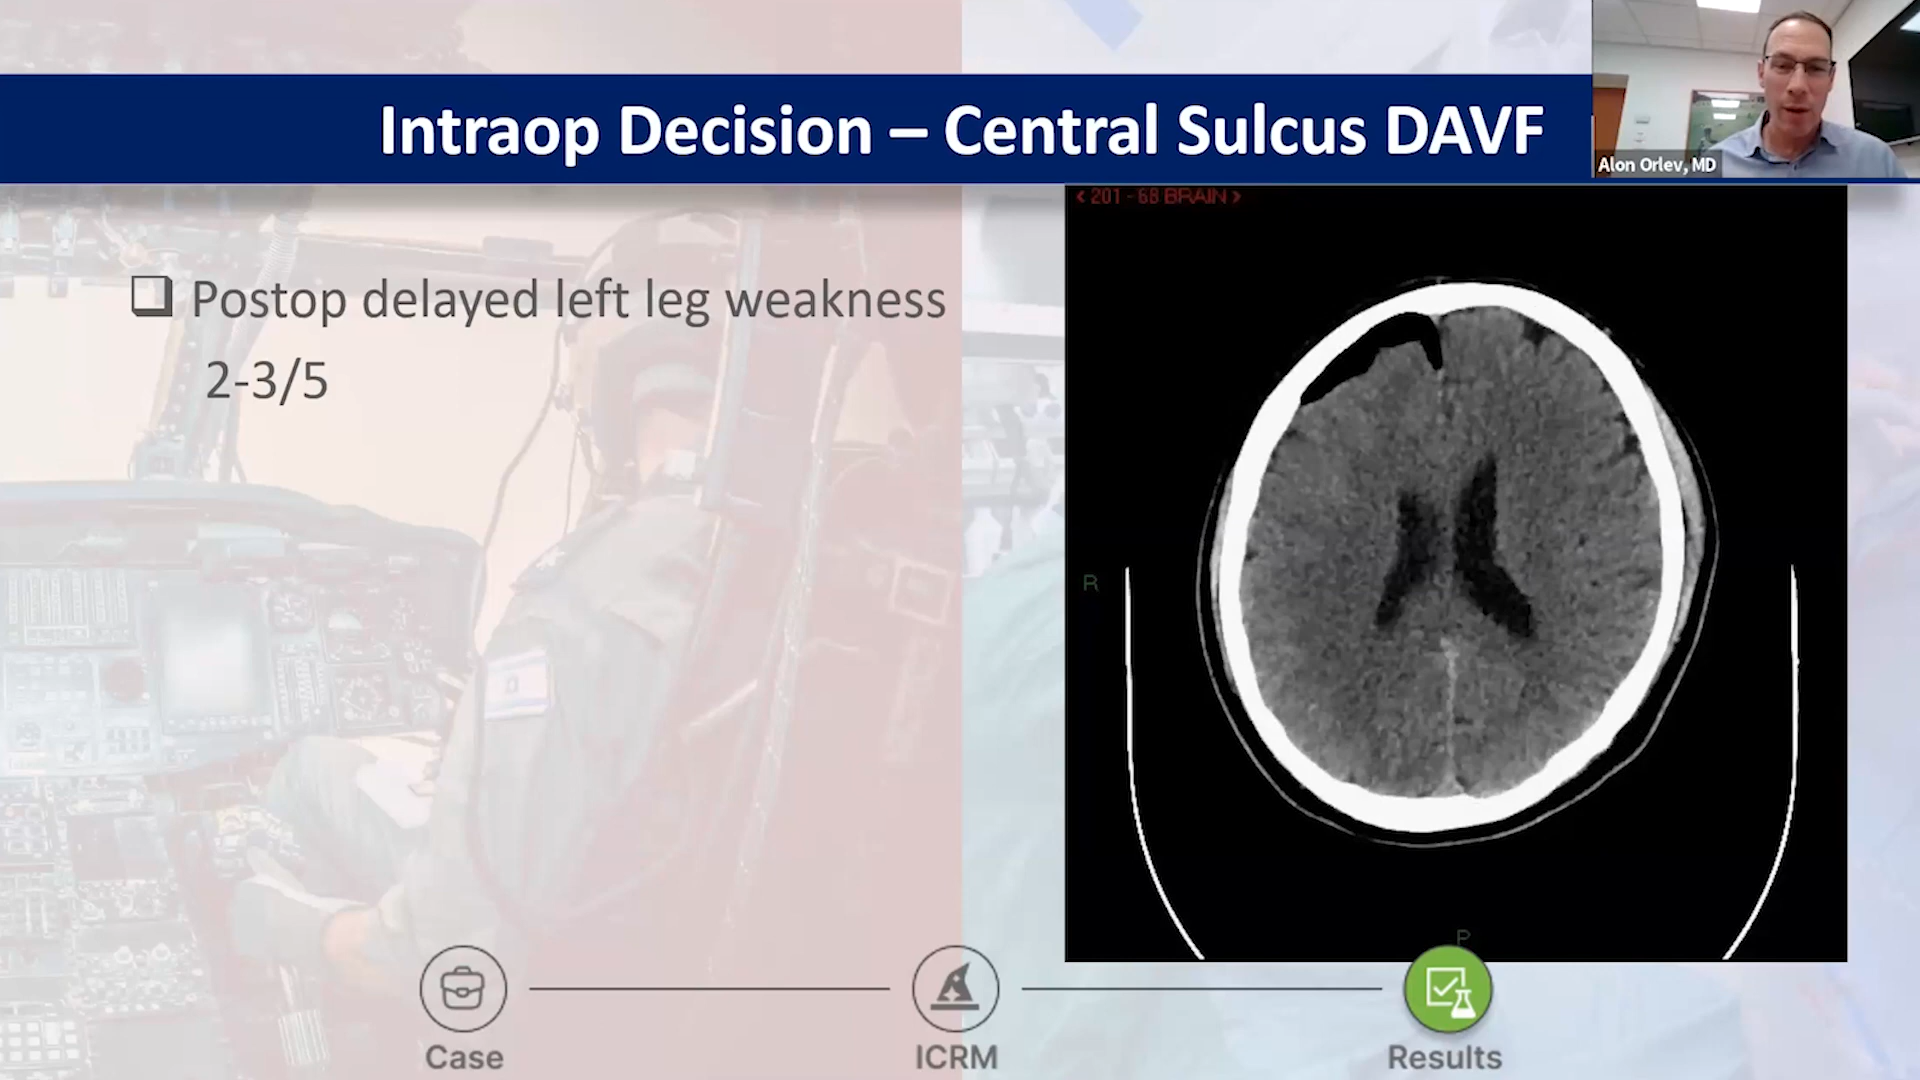 Intraop Decision – Central Sulcus DAVF
Alon Orlev, MD
< 201 - 68 BRAIN >
Postop delayed left leg weakness
2-3/5
R
P
Case
ICRM
Results